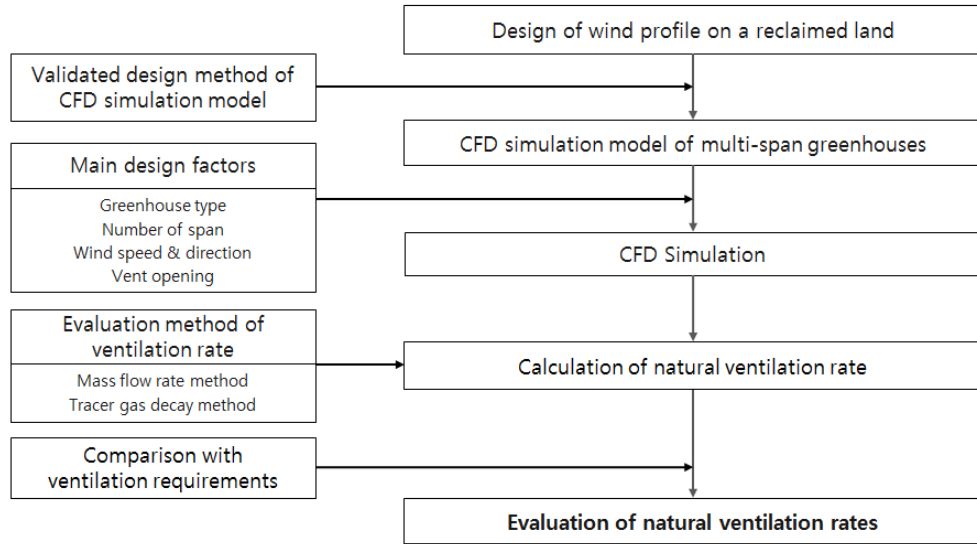 Design of wind profile on a reclaimed land
Validated design method of
CFD simulation model
CFD simulation model of multi-span greenhouses
Main design factors
Greenhouse type
Number of span
Wind speed & direction
Vent opening
CFD Simulation
Evaluation method of
ventilation rate
Mass flow rate method
Tracer gas decay method
Calculation of natural ventilation rate
Comparison with
ventilation requirements
Evaluation of natural ventilation rates